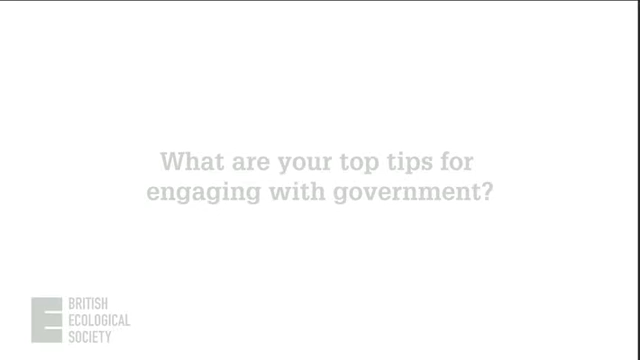 What are your top tips for
engaging with government?
BRITISH
ECOLOGICAL
SOCIETY